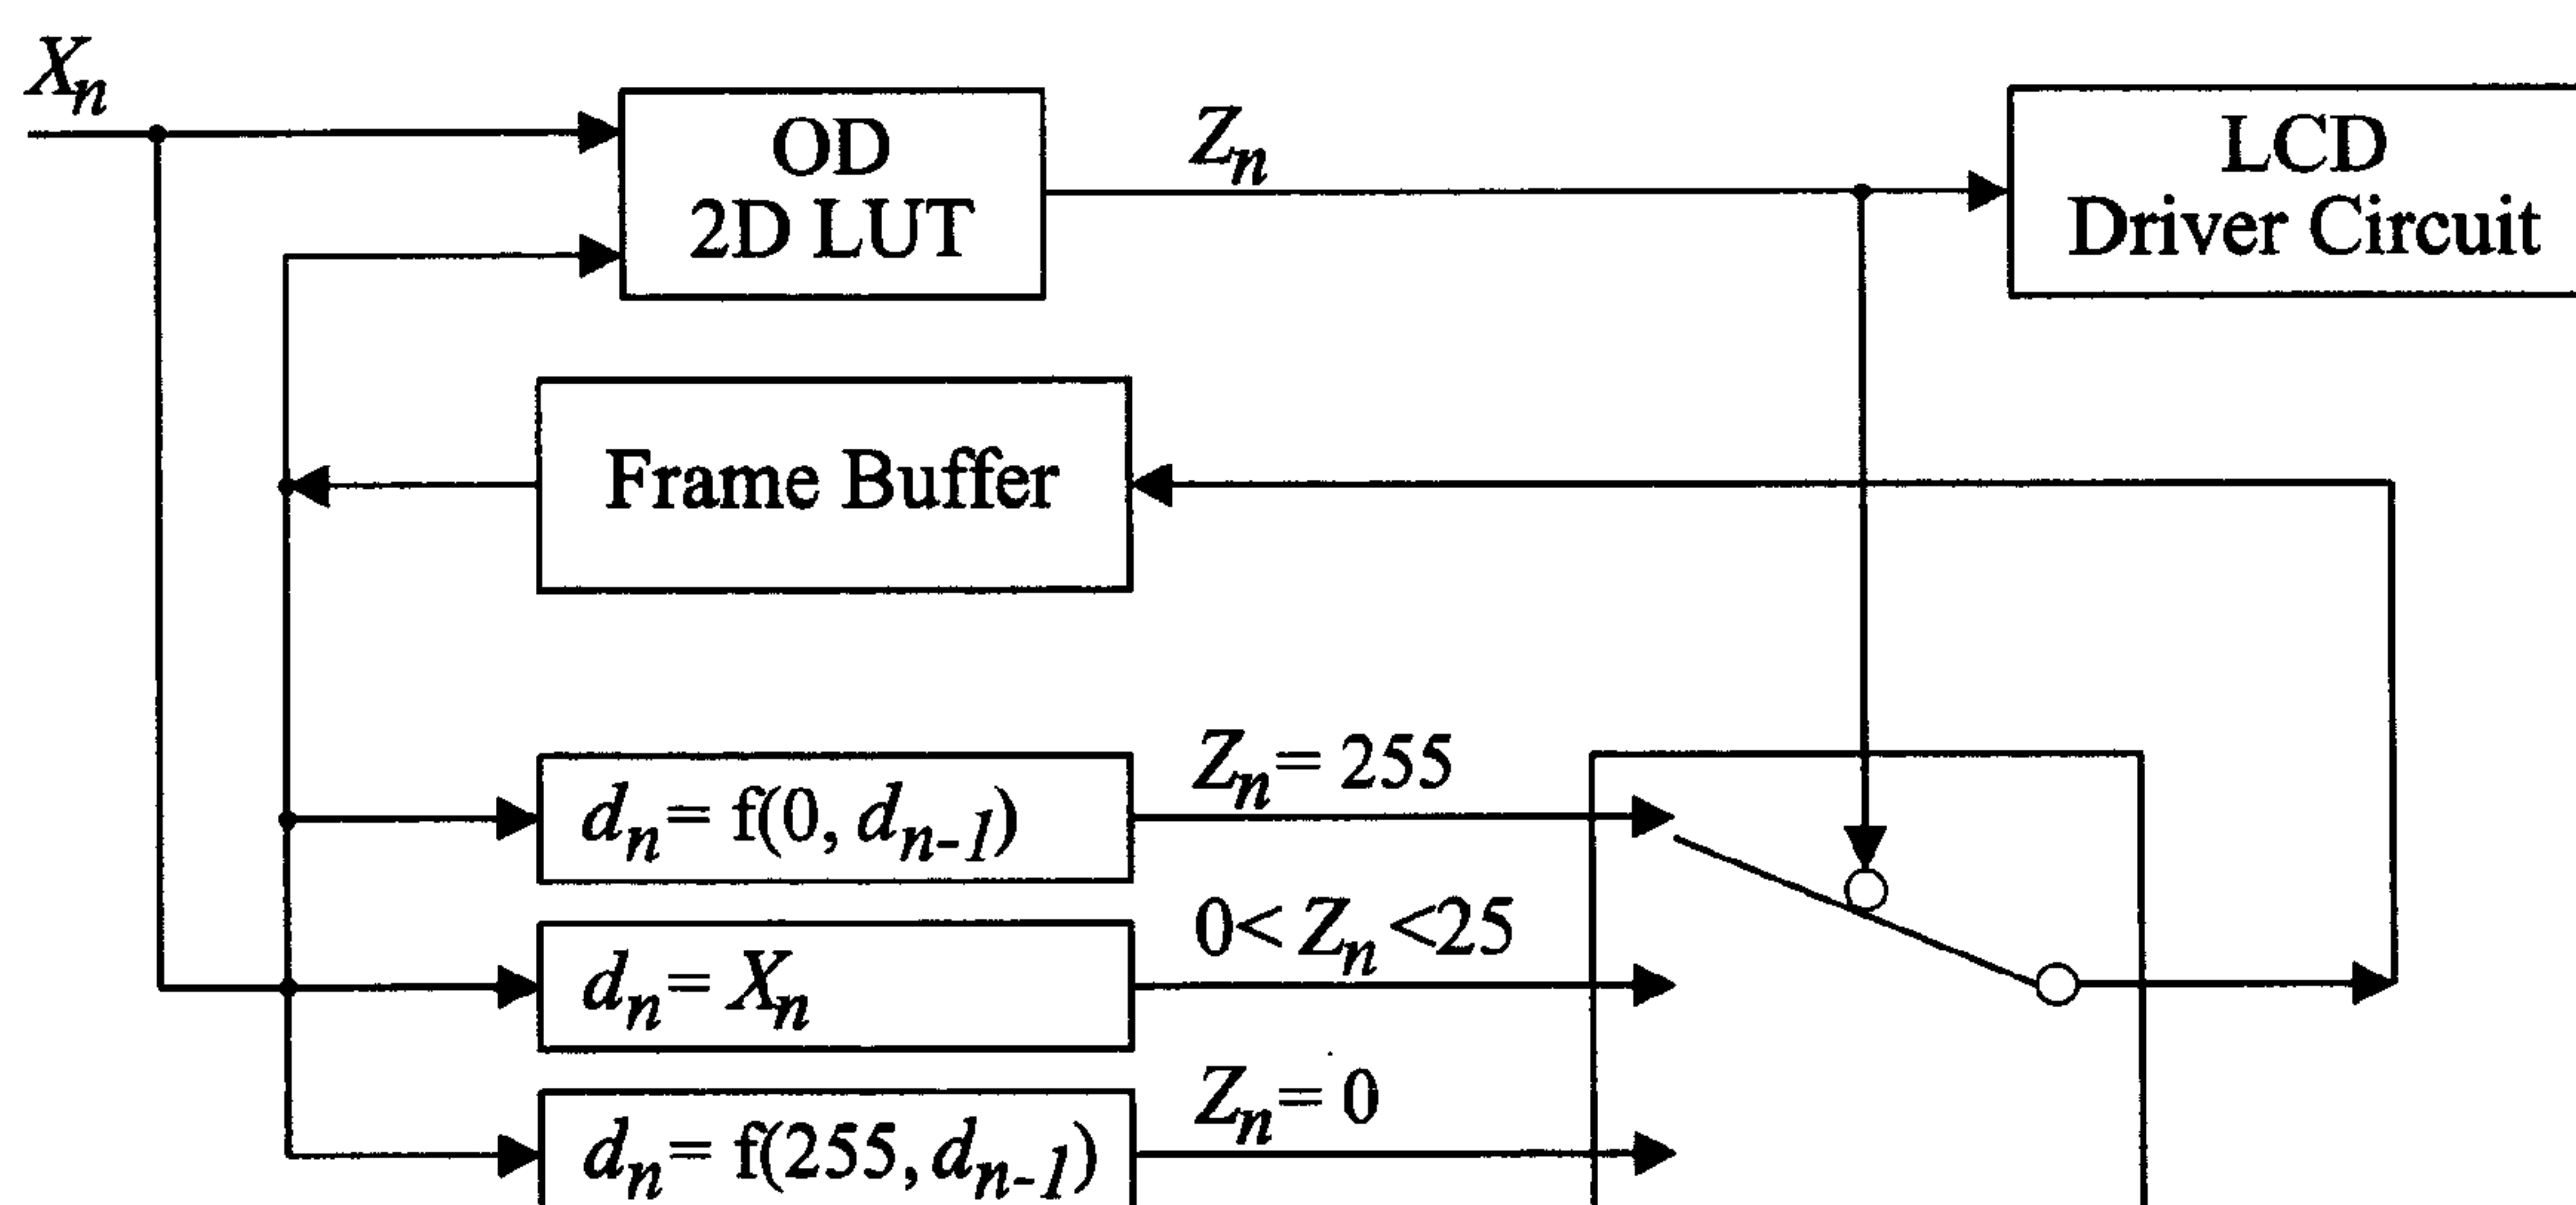 Xn
OD
2D LUT
Zn
LCD
Driver Circuit
Frame Buffer
dn= f(0, dn-1)
Zn= 255
dn= Xn
0< Zn <25
dn= f(255, dn-1)
Zn= 0